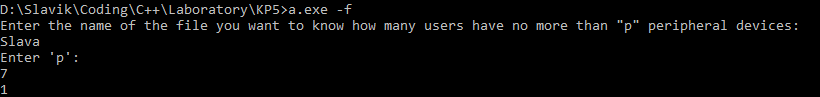 D:\Slavik\Coding\C++\Laboratory\KP5>a.exe -f
Enter the name of the file you want to know how many users have no more than "p" peripheral devices:
Slava
Enter 'p':
7
1